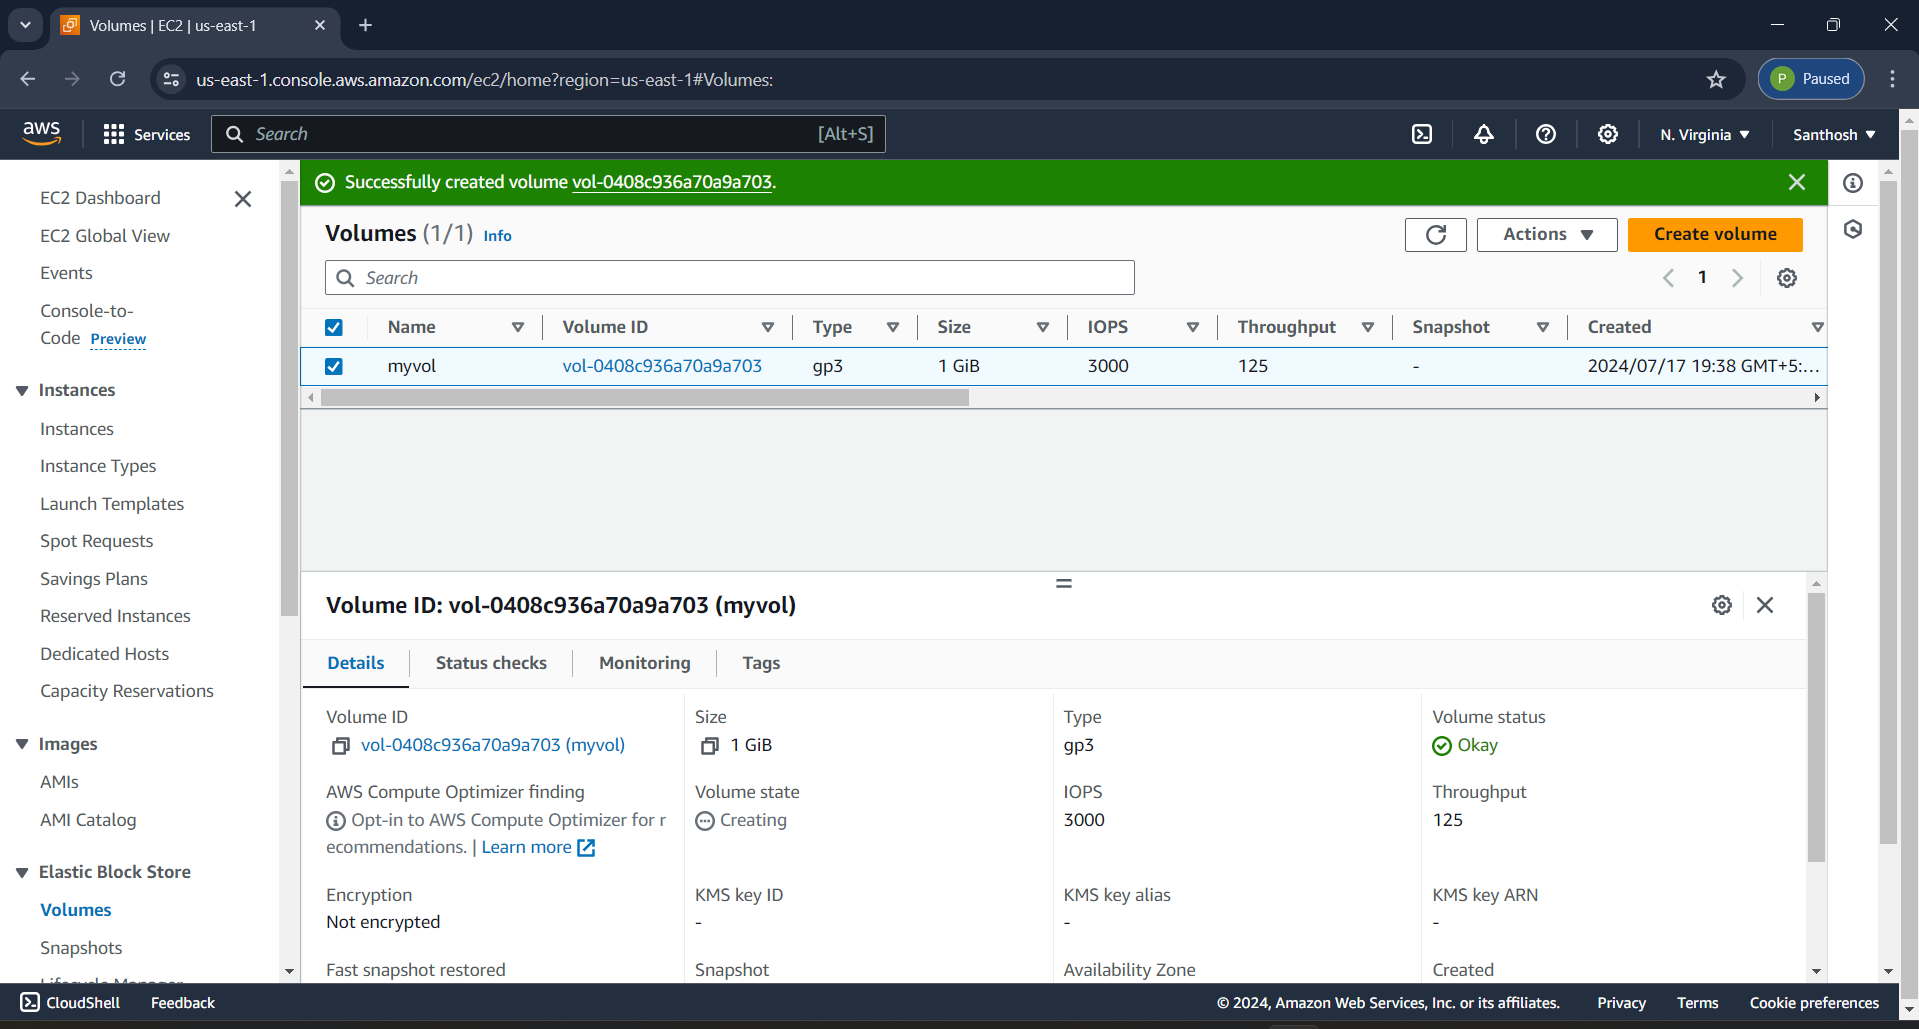 Volumes | EC2 | us-east-1
us-east-1.console.aws.amazon.com/ec2/home?region=us-east-1#Volumes:
P Paused
aws Services Search [Alt+S] N. Virginia Santhosh
EC2 Dashboard
EC2 Global View
Events
Console-to-
Code Preview
Instances
Instances
Instance Types
Launch Templates
Spot Requests
Savings Plans
Reserved Instances
Dedicated Hosts
Capacity Reservations
Images
AMIs
AMI Catalog
Elastic Block Store
Volumes
Snapshots
Lifecycle Manager
Successfully created volume vol-0408c936a70a9a703.
Volumes (1/1) Info Actions Create volume
Search 1
Name Volume ID Type Size IOPS Throughput Snapshot Created
myvol vol-0408c936a70a9a703 gp3 1 GiB 3000 125 - 2024/07/17 19:38 GMT+5:...
Volume ID: vol-0408c936a70a9a703 (myvol)
Details Status checks Monitoring Tags
Volume ID Size Type Volume status
vol-0408c936a70a9a703 (myvol) 1 GiB gp3 Okay
AWS Compute Optimizer finding Volume state IOPS Throughput
Opt-in to AWS Compute Optimizer for r Creating 3000 125
ecommendations. | Learn more
Encryption KMS key ID KMS key alias KMS key ARN
Not encrypted - - -
Fast snapshot restored Snapshot Availability Zone Created
CloudShell Feedback © 2024, Amazon Web Services, Inc. or its affiliates. Privacy Terms Cookie preferences